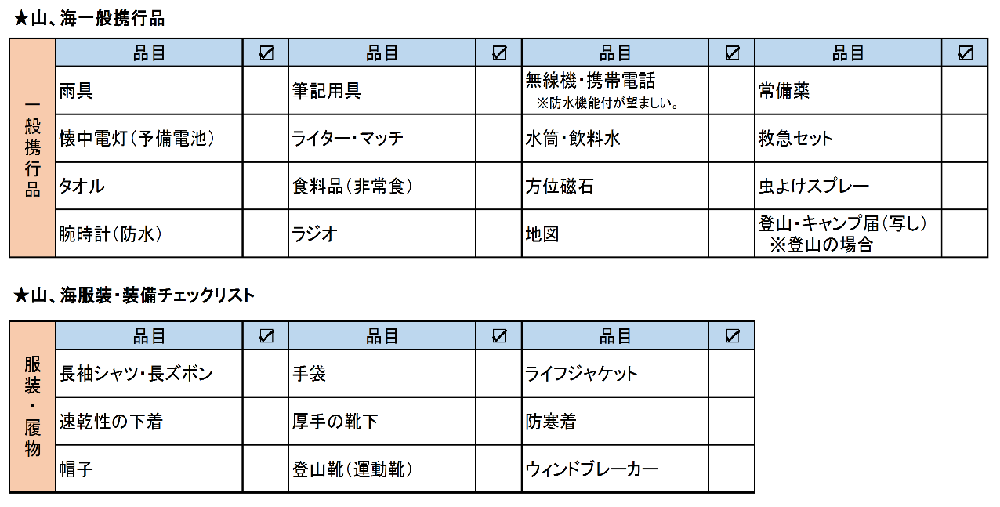 ★山、海一般携行品
品目 ☑ 品目 ☑ 品目 ☑ 品目 ☑
一般携行品
雨具 筆記用具 無線機・携帯電話 常備薬
※防水機能付が望ましい。
懐中電灯（予備電池） ライター・マッチ 水筒・飲料水 救急セット
タオル 食料品（非常食） 方位磁石 虫よけスプレー
腕時計（防水） ラジオ 地図 登山・キャンプ届（写し）
※登山の場合
★山、海服装・装備チェックリスト
品目 ☑ 品目 ☑ 品目 ☑
服装・履物
長袖シャツ・長ズボン 手袋 ライフジャケット
速乾性の下着 厚手の靴下 防寒着
帽子 登山靴（運動靴） ウィンドブレーカー